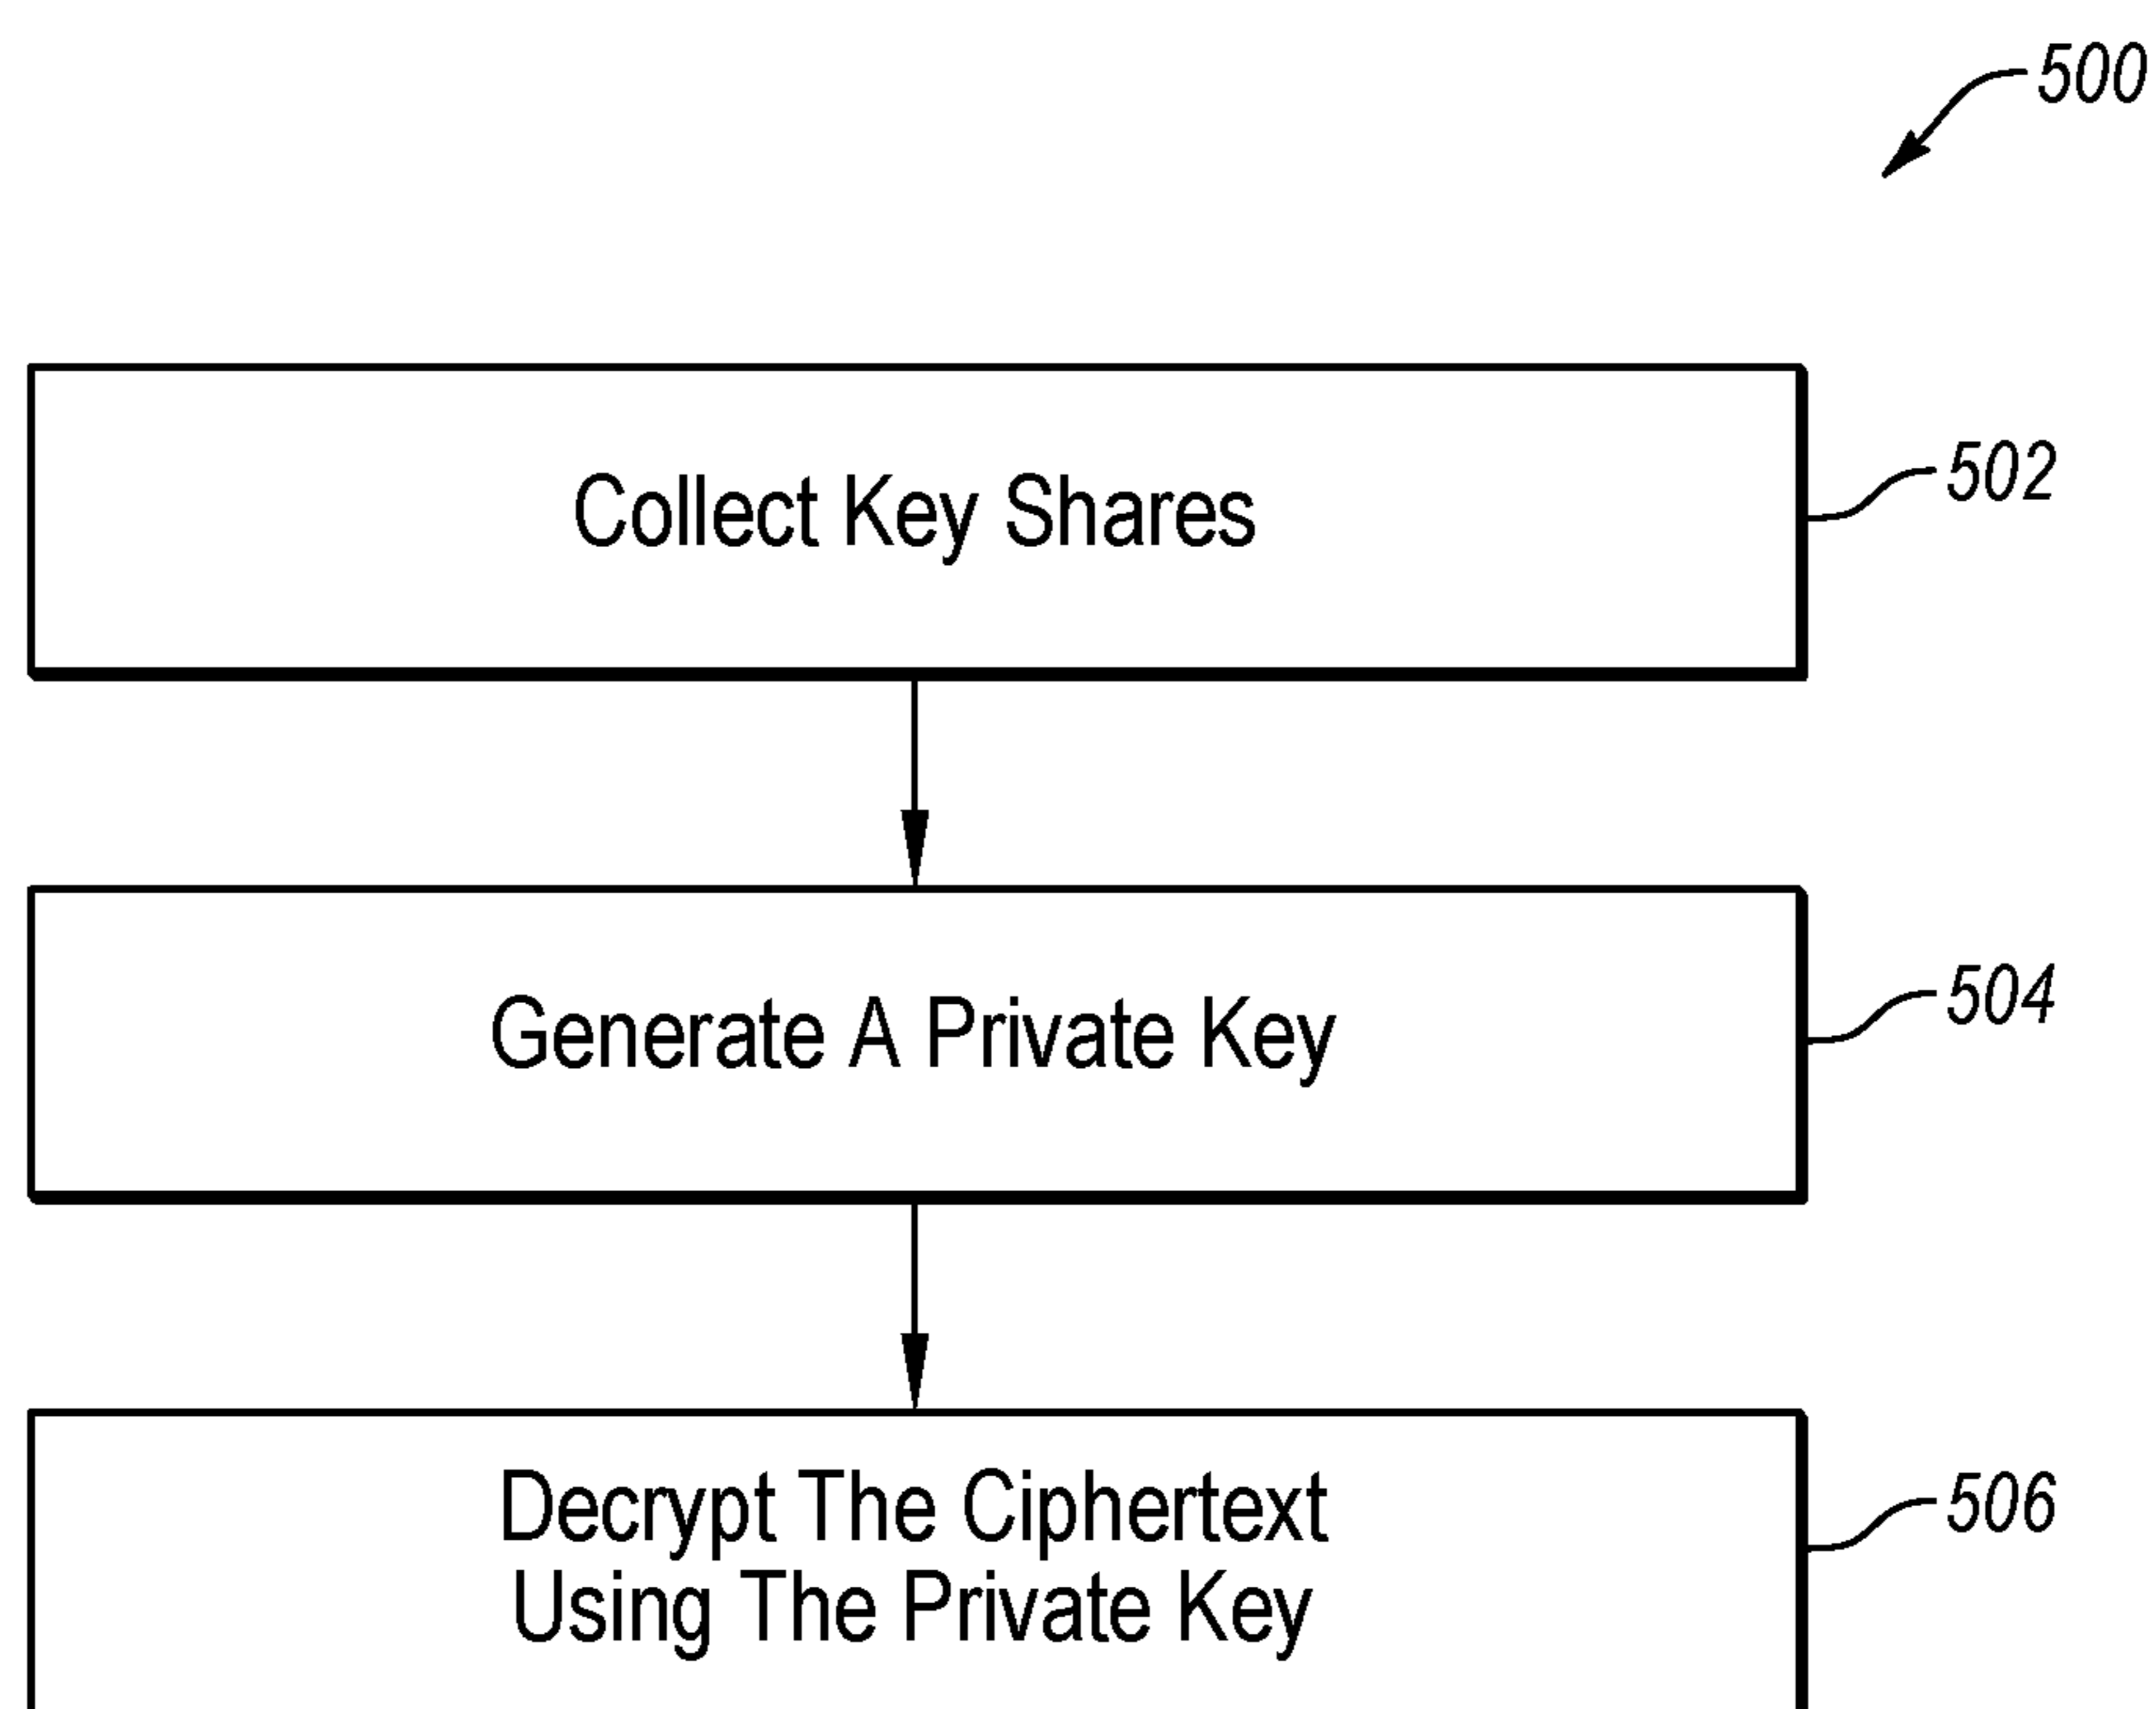 500
Collect Key Shares
502
Generate A Private Key
504
Decrypt The Ciphertext
506
Using The Private Key